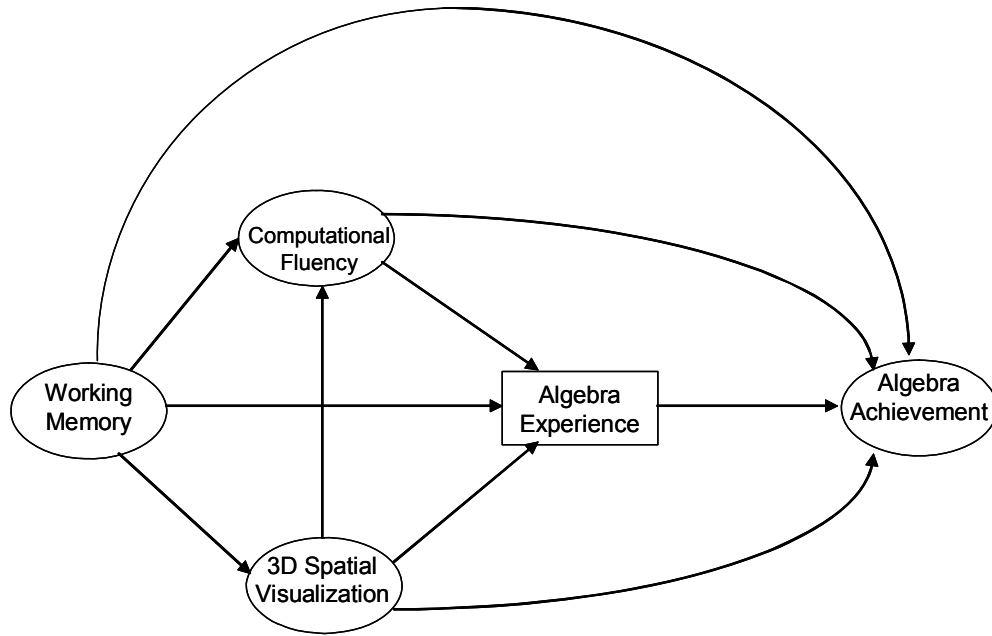 Computational
Fluency
Working
Memory
Algebra
Experience
Algebra
Achievement
3D Spatial
Visualization